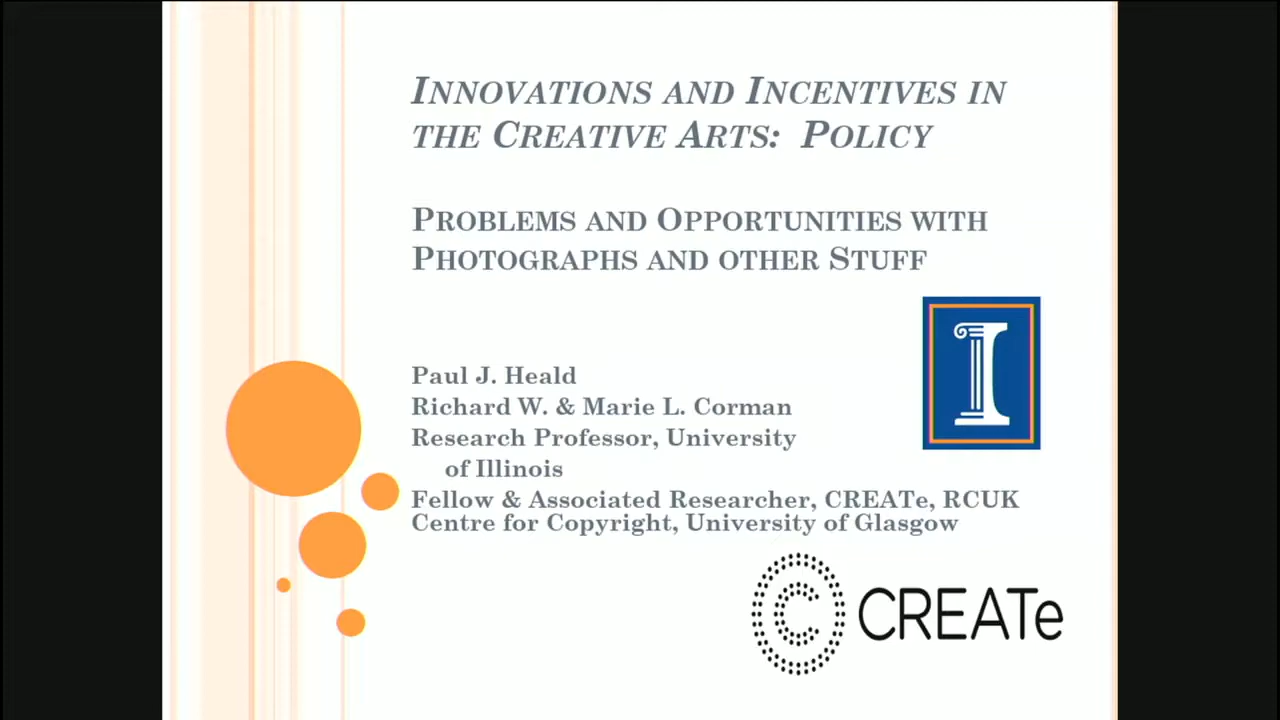 INNOVATIONS AND INCENTIVES IN
THE CREATIVE ARTS: POLICY
PROBLEMS AND OPPORTUNITIES WITH
PHOTOGRAPHS AND OTHER STUFF
Paul J. Heald
Richard W. & Marie L. Corman
Research Professor, University
of Illinois
Fellow & Associated Researcher, CREATe, RCUK
Centre for Copyright, University of Glasgow
I
C CREATe